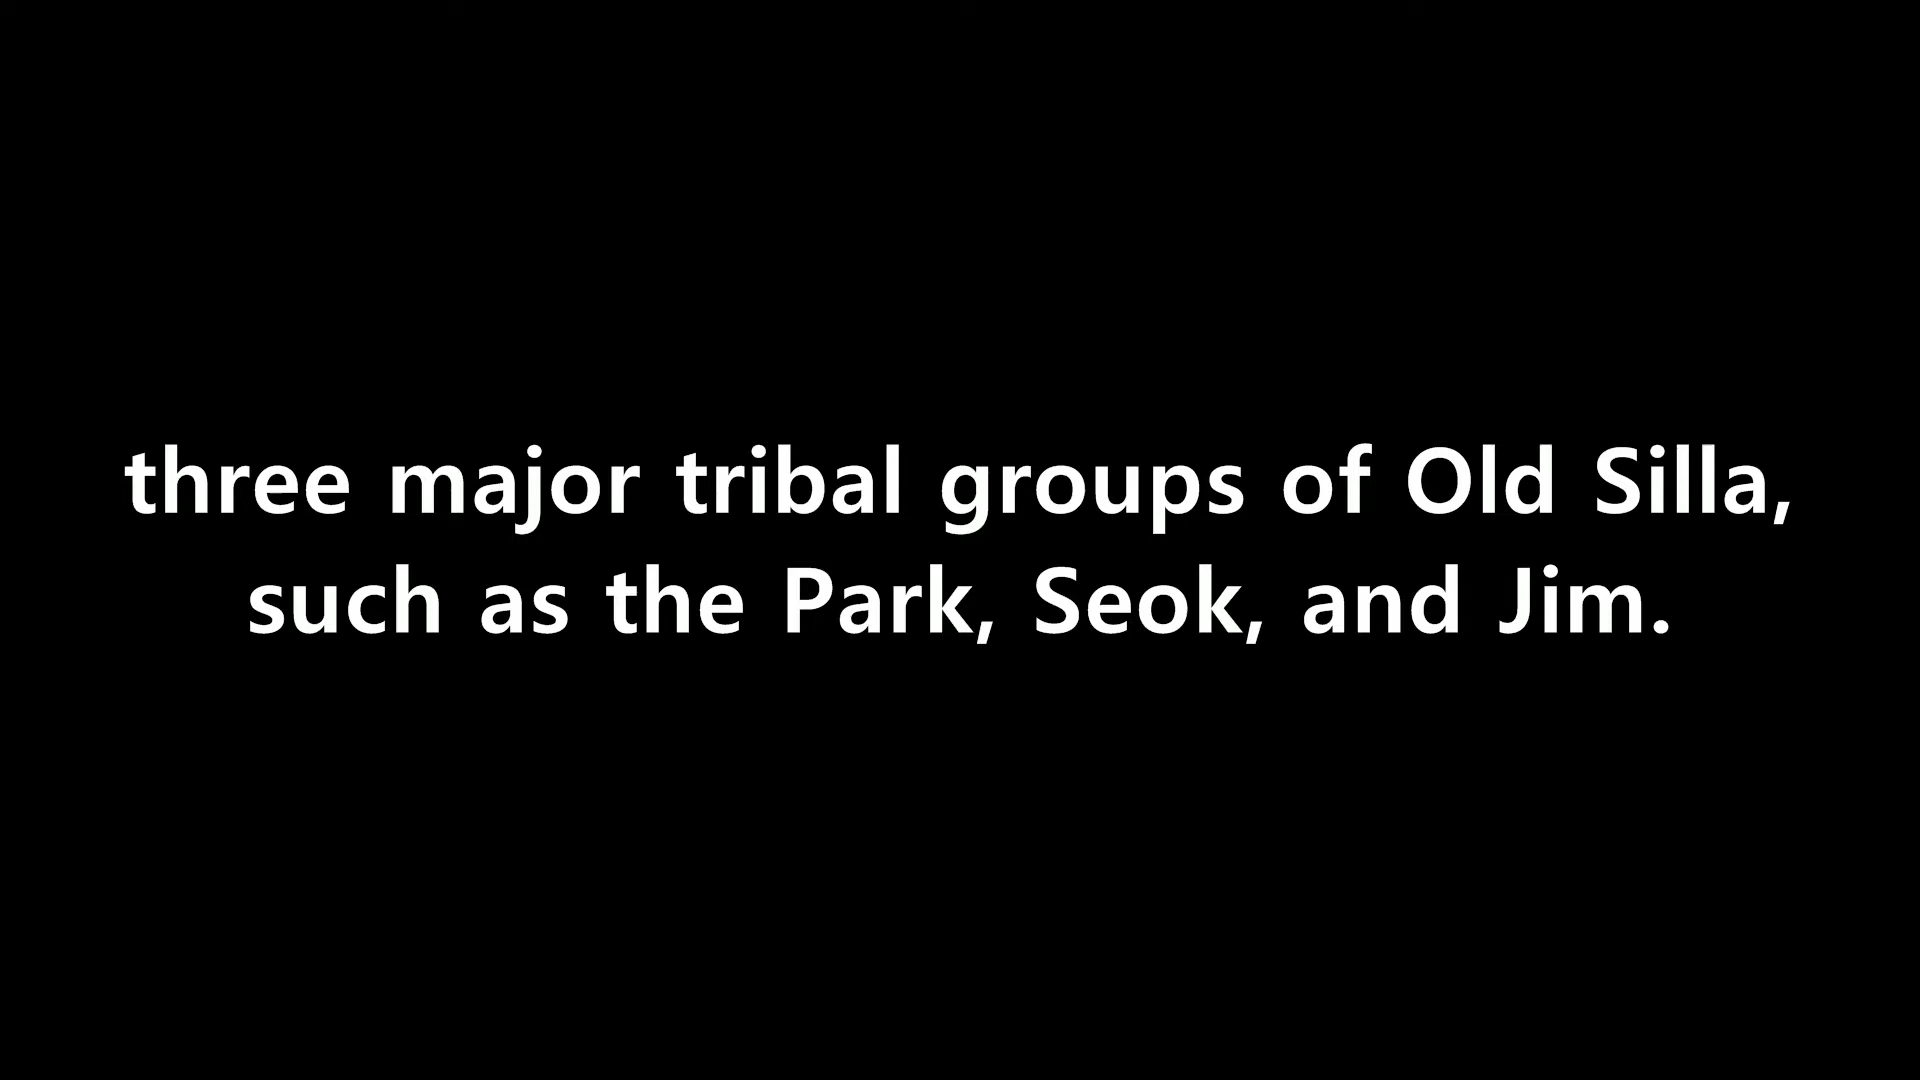 three major tribal groups of Old Silla,
such as the Park, Seok, and Jim.